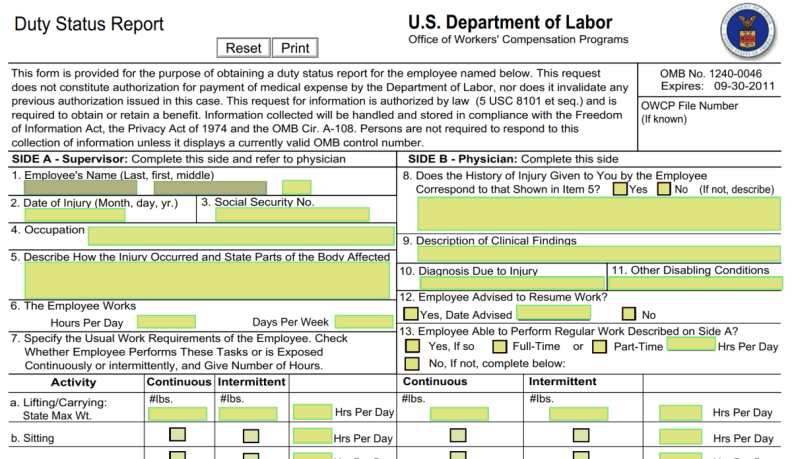 Duty Status Report
U.S. Department of Labor
Office of Workers' Compensation Programs
Reset Print
This form is provided for the purpose of obtaining a duty status report for the employee named below. This request
does not constitute authorization for payment of medical expense by the Department of Labor, nor does it invalidate any
previous authorization issued in this case. This request for information is authorized by law (5 USC 8101 et seq.) and is
required to obtain or retain a benefit. Information collected will be handled and stored in compliance with the Freedom
of Information Act, the Privacy Act of 1974 and the OMB Cir. A-108. Persons are not required to respond to this
collection of information unless it displays a currently valid OMB control number.
OMB No. 1240-0046
Expires: 09-30-2011
OWCP File Number
(If known)
SIDE A - Supervisor: Complete this side and refer to physician
1. Employee's Name (Last, first, middle)
2. Date of Injury (Month, day, yr.)
3. Social Security No.
4. Occupation
5. Describe How the Injury Occurred and State Parts of the Body Affected
6. The Employee Works
Hours Per Day
Days Per Week
7. Specify the Usual Work Requirements of the Employee. Check
Whether Employee Performs These Tasks or is Exposed
Continuously or intermittently, and Give Number of Hours.
SIDE B - Physician: Complete this side
8. Does the History of Injury Given to You by the Employee
Correspond to that Shown in Item 5? Yes No (If not, describe)
9. Description of Clinical Findings
10. Diagnosis Due to Injury
11. Other Disabling Conditions
12. Employee Advised to Resume Work?
Yes, Date Advised No
13. Employee Able to Perform Regular Work Described on Side A?
Yes, If so Full-Time or Part-Time Hrs Per Day
No, If not, complete below:
Activity Continuous Intermittent Continuous Intermittent
a. Lifting/Carrying:
State Max Wt.
#lbs. #lbs. Hrs Per Day #lbs. #lbs. Hrs Per Day
b. Sitting Hrs Per Day Hrs Per Day